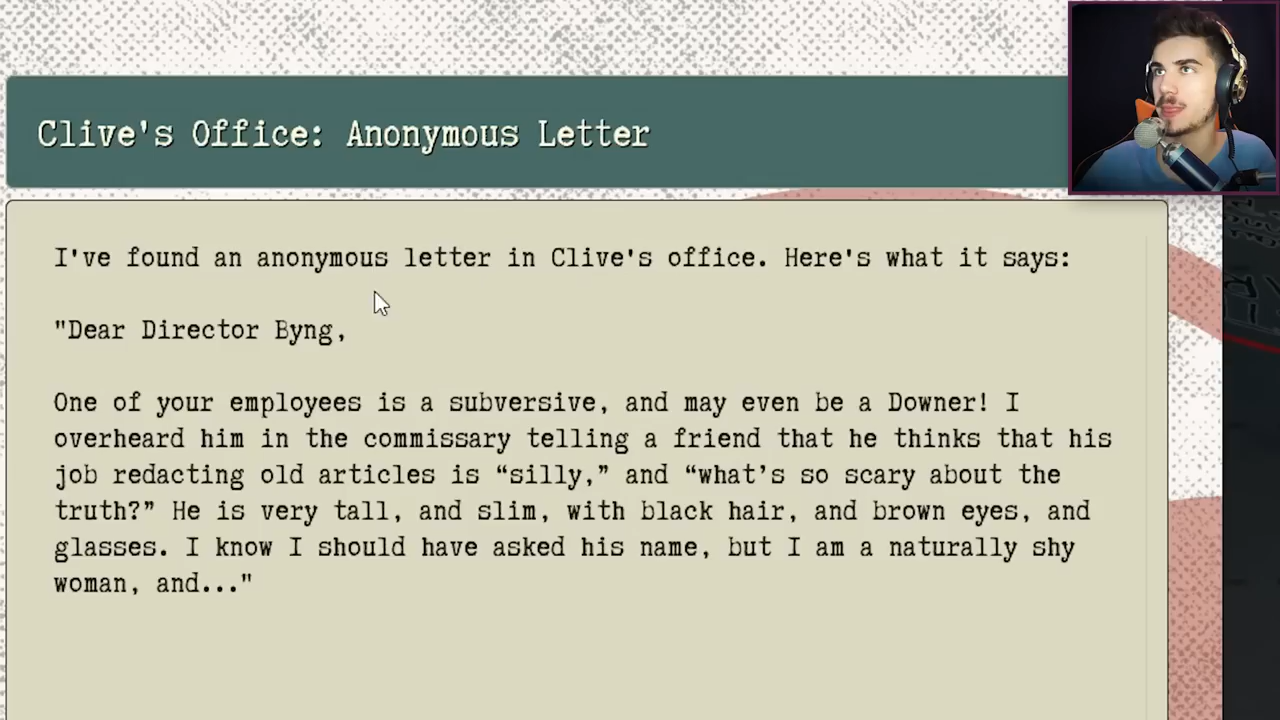 Clive's Office: Anonymous Letter
I've found an anonymous letter in Clive's office. Here's what it says:
"Dear Director Byng,
One of your employees is a subversive, and may even be a Downer! I
overheard him in the commissary telling a friend that he thinks that his
job redacting old articles is “silly,” and “what’s so scary about the
truth?” He is very tall, and slim, with black hair, and brown eyes, and
glasses. I know I should have asked his name, but I am a naturally shy
woman, and..."